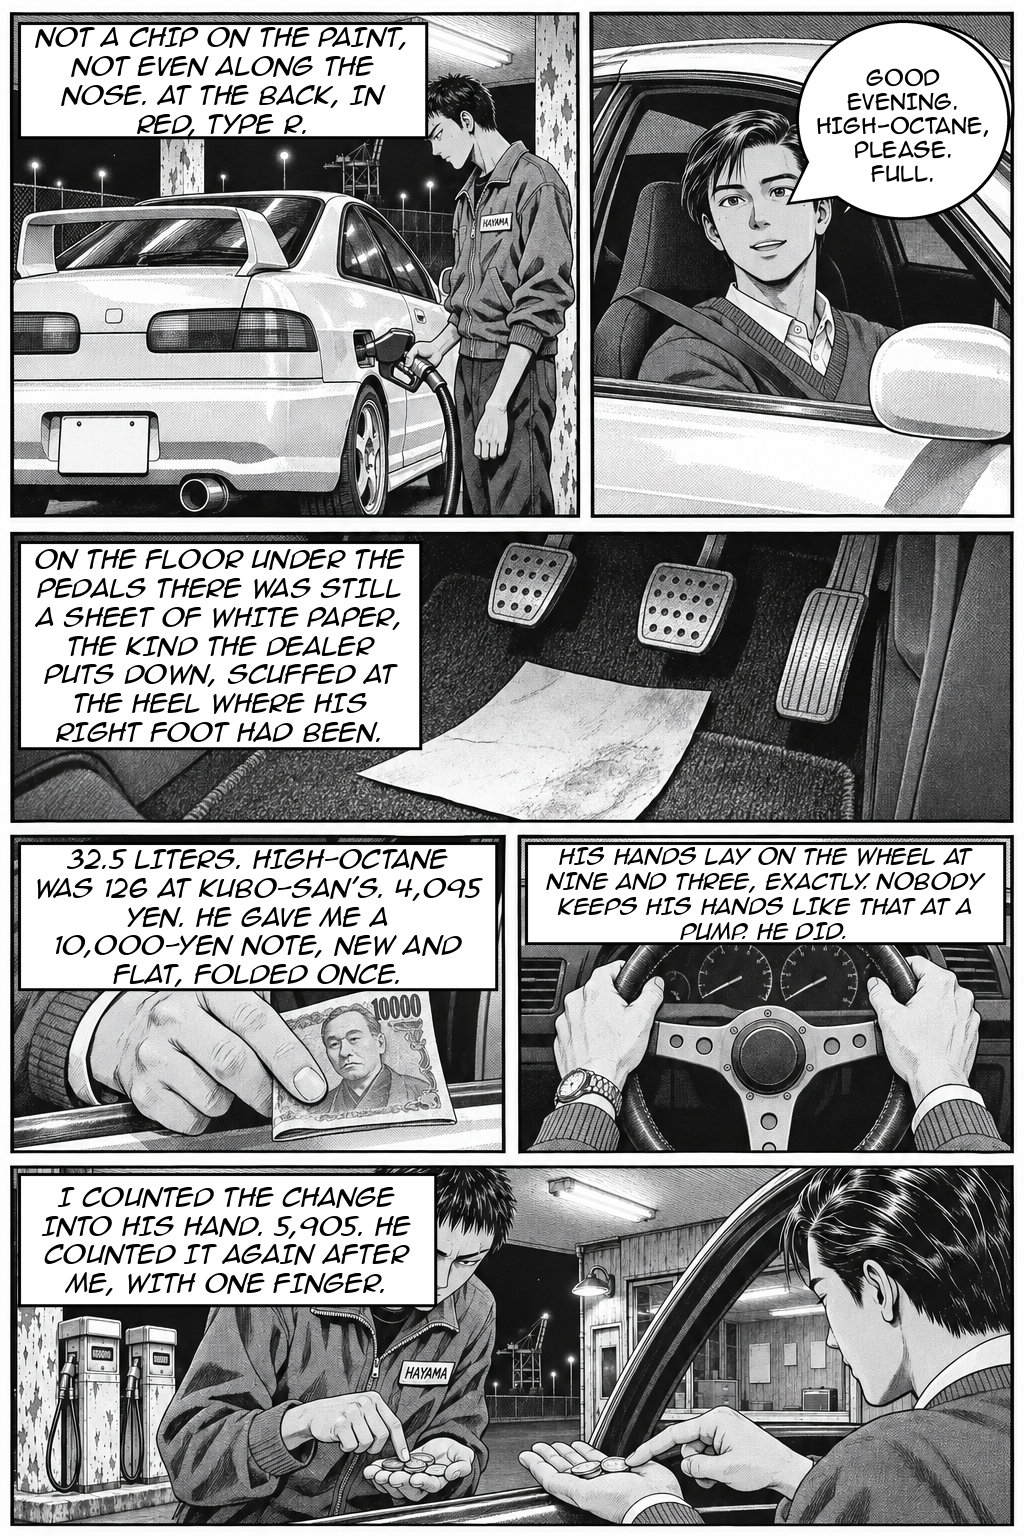 NOT A CHIP ON THE PAINT,
NOT EVEN ALONG THE
NOSE. AT THE BACK, IN
RED, TYPE R.
HAYAMA
GOOD
EVENING.
HIGH-OCTANE,
PLEASE.
FULL.
ON THE FLOOR UNDER THE
PEDALS THERE WAS STILL
A SHEET OF WHITE PAPER,
THE KIND THE DEALER
PUTS DOWN, SCUFFED AT
THE HEEL WHERE HIS
RIGHT FOOT HAD BEEN.
32.5 LITERS. HIGH-OCTANE
WAS 126 AT KUBO-SAN'S. 4,095
YEN. HE GAVE ME A
10,000-YEN NOTE, NEW AND
FLAT, FOLDED ONCE.
10000
HIS HANDS LAY ON THE WHEEL AT
NINE AND THREE, EXACTLY. NOBODY
KEEPS HIS HANDS LIKE THAT AT A
PUMP. HE DID.
I COUNTED THE CHANGE
INTO HIS HAND. 5,905. HE
COUNTED IT AGAIN AFTER
ME, WITH ONE FINGER.
HAYAMA